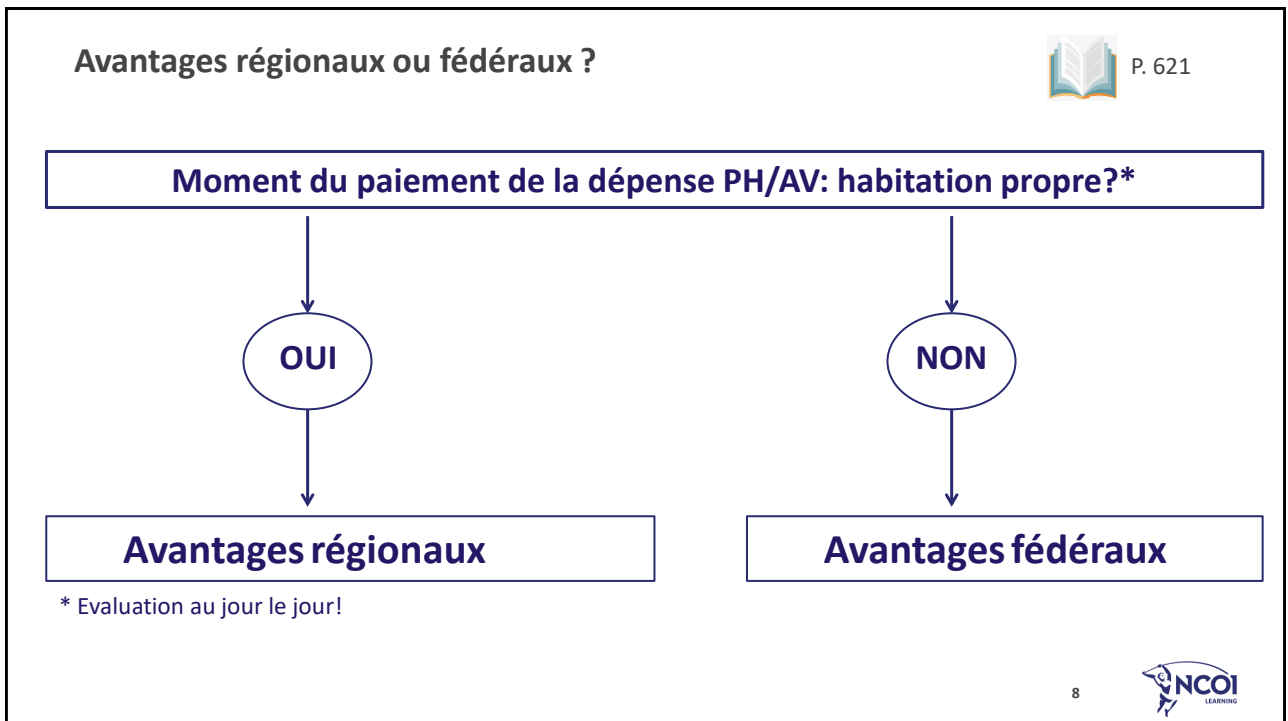 Avantages régionaux ou fédéraux ?
P. 621
Moment du paiement de la dépense PH/AV: habitation propre?*
OUI
NON
Avantages régionaux
Avantages fédéraux
* Evaluation au jour le jour!
8
NCOI
LEARNING